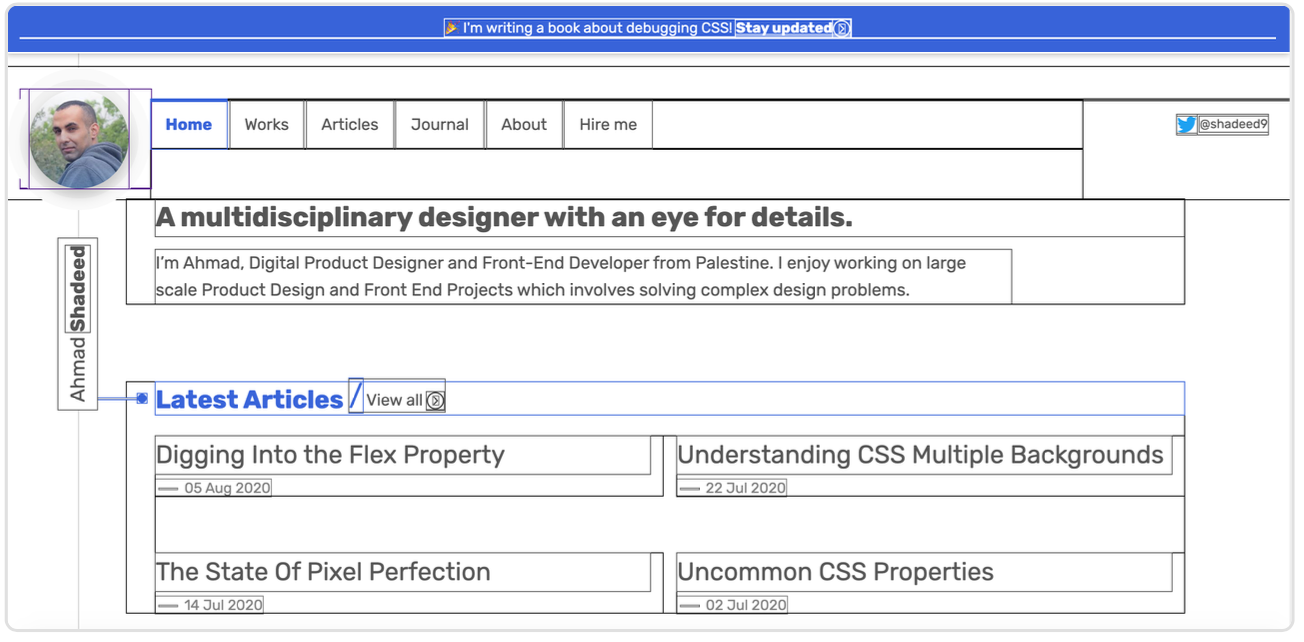 🎉 I'm writing a book about debugging CSS! Stay updated
Home Works Articles Journal About Hire me @shadeed9
A multidisciplinary designer with an eye for details.
I'm Ahmad, Digital Product Designer and Front-End Developer from Palestine. I enjoy working on large
scale Product Design and Front End Projects which involves solving complex design problems.
Ahmad Shadeed
Latest Articles / View all
Digging Into the Flex Property
05 Aug 2020
Understanding CSS Multiple Backgrounds
22 Jul 2020
The State Of Pixel Perfection
14 Jul 2020
Uncommon CSS Properties
02 Jul 2020